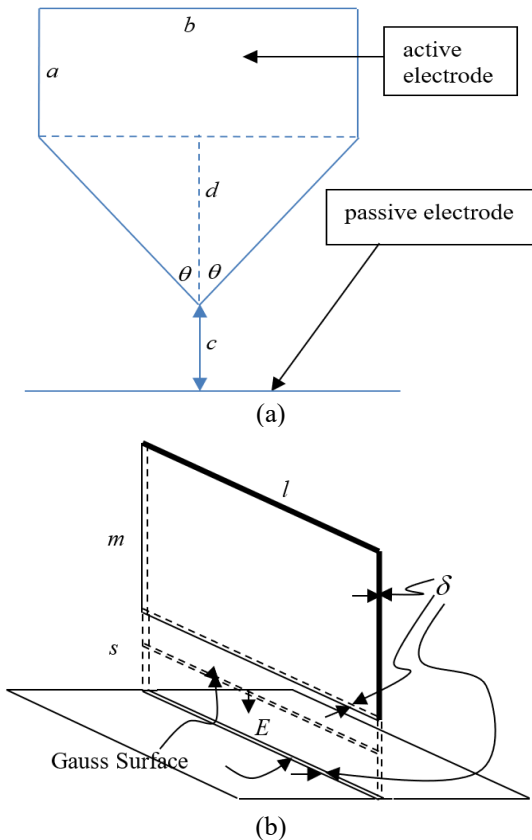 b
a
active
electrode
d
passive electrode
θ θ
c
(a)
l
m
δ
s
E
Gauss Surface
(b)